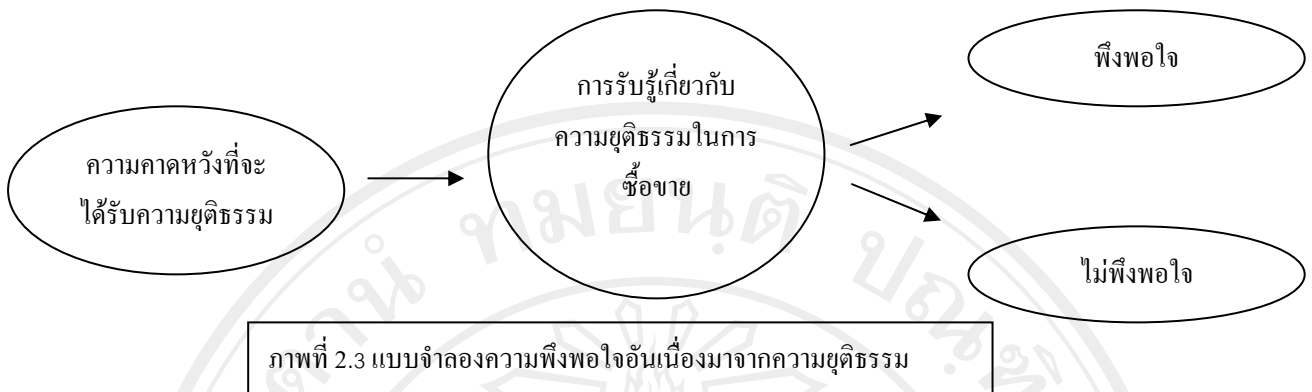 ความคาดหวังที่จะ
ได้รับความยุติธรรม
การรับรู้เกี่ยวกับ
ความยุติธรรมในการ
ซื้อขาย
พึงพอใจ
ไม่พึงพอใจ
ภาพที่ 2.3 แบบจำลองความพึงพอใจอันเนื่องมาจากความยุติธรรม